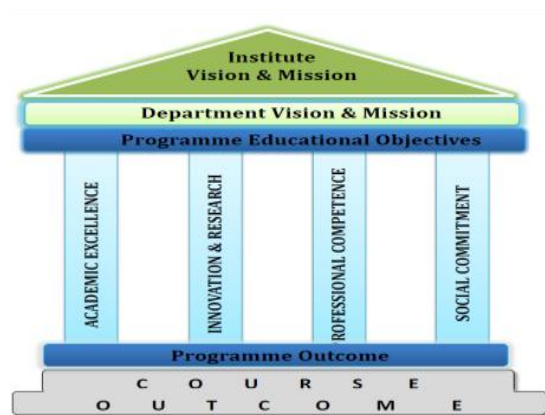 Institute
Vision & Mission
Department Vision & Mission
Programme Educational Objectives
ACADEMIC EXCELLENCE
INNOVATION & RESEARCH
PROFESSIONAL COMPETENCE
SOCIAL COMMITMENT
Programme Outcome
C O U R S E
O U T C O M E